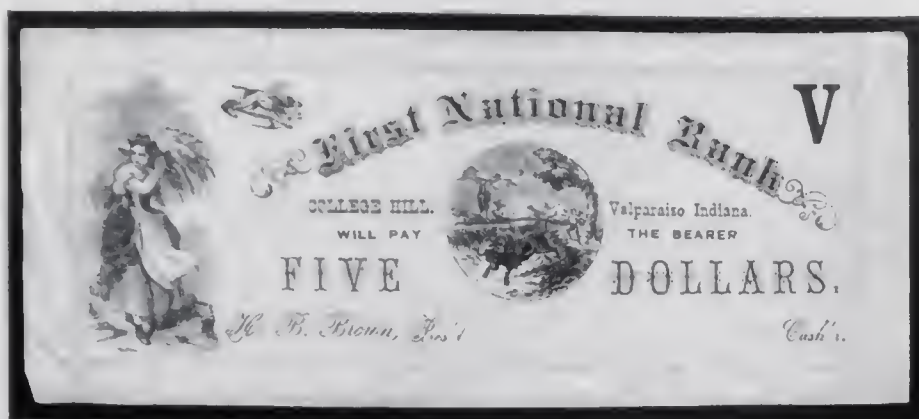 V
First National Bank
COLLEGE HILL. Valparaiso Indiana.
WILL PAY THE BEARER
FIVE DOLLARS.
H. B. Brown, Pres't Cash'r.